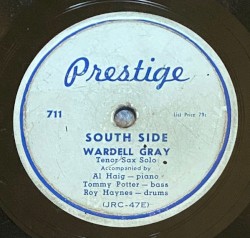 Prestige
711
List Price 79¢
SOUTH SIDE
WARDELL GRAY
Tenor Sax Solo
Accompanied by
Al Haig — piano
Tommy Potter — bass
Roy Haynes — drums
(JRC-47E)